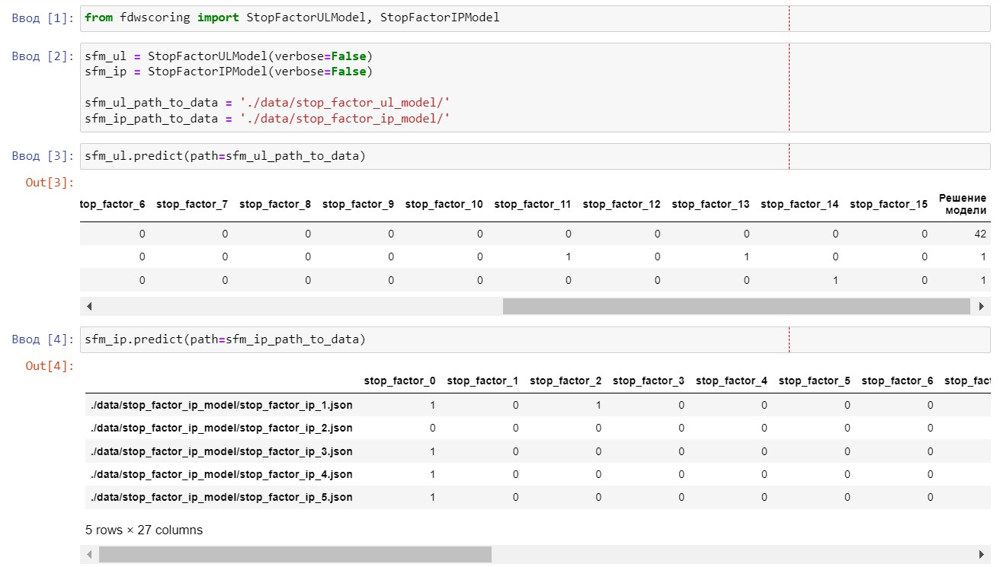 Ввод [1]: from fdwscoring import StopFactorULModel, StopFactorIPModel
Ввод [2]: sfm_ul = StopFactorULModel(verbose=False)
sfm_ip = StopFactorIPModel(verbose=False)
sfm_ul_path_to_data = './data/stop_factor_ul_model/'
sfm_ip_path_to_data = './data/stop_factor_ip_model/'
Ввод [3]: sfm_ul.predict(path=sfm_ul_path_to_data)
Out[3]:
top_factor_6 stop_factor_7 stop_factor_8 stop_factor_9 stop_factor_10 stop_factor_11 stop_factor_12 stop_factor_13 stop_factor_14 stop_factor_15 Решение модели
0 0 0 0 0 0 0 0 0 0 42
0 0 0 0 0 1 0 1 0 0 1
0 0 0 0 0 0 0 0 1 0 1
Ввод [4]: sfm_ip.predict(path=sfm_ip_path_to_data)
Out[4]:
stop_factor_0 stop_factor_1 stop_factor_2 stop_factor_3 stop_factor_4 stop_factor_5 stop_factor_6 stop_fact
./data/stop_factor_ip_model/stop_factor_ip_1.json 1 0 1 0 0 0 0
./data/stop_factor_ip_model/stop_factor_ip_2.json 0 0 0 0 0 0 0
./data/stop_factor_ip_model/stop_factor_ip_3.json 1 0 0 0 0 0 0
./data/stop_factor_ip_model/stop_factor_ip_4.json 1 0 0 0 0 0 0
./data/stop_factor_ip_model/stop_factor_ip_5.json 1 0 0 0 0 0 0
5 rows × 27 columns